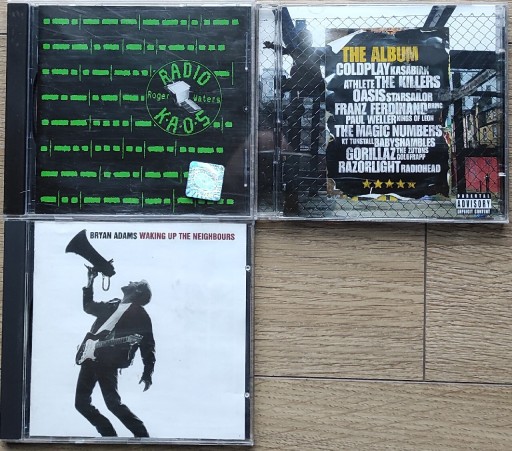 RADIO
Roger Waters
K.A.O.S
THE ALBUM
COLDPLAY KASABIAN
ATHLETE THE KILLERS
OASIS STARSAILOR
FRANZ FERDINAND
PAUL WELLER KINGS OF LEON
THE MAGIC NUMBERS
KT TUNSTALL BABYSHAMBLES
GORILLAZ THE ZUTONS
GOLDFRAPP
RAZORLIGHT RADIOHEAD
PARENTAL
ADVISORY
EXPLICIT CONTENT
BRYAN ADAMS WAKING UP THE NEIGHBOURS